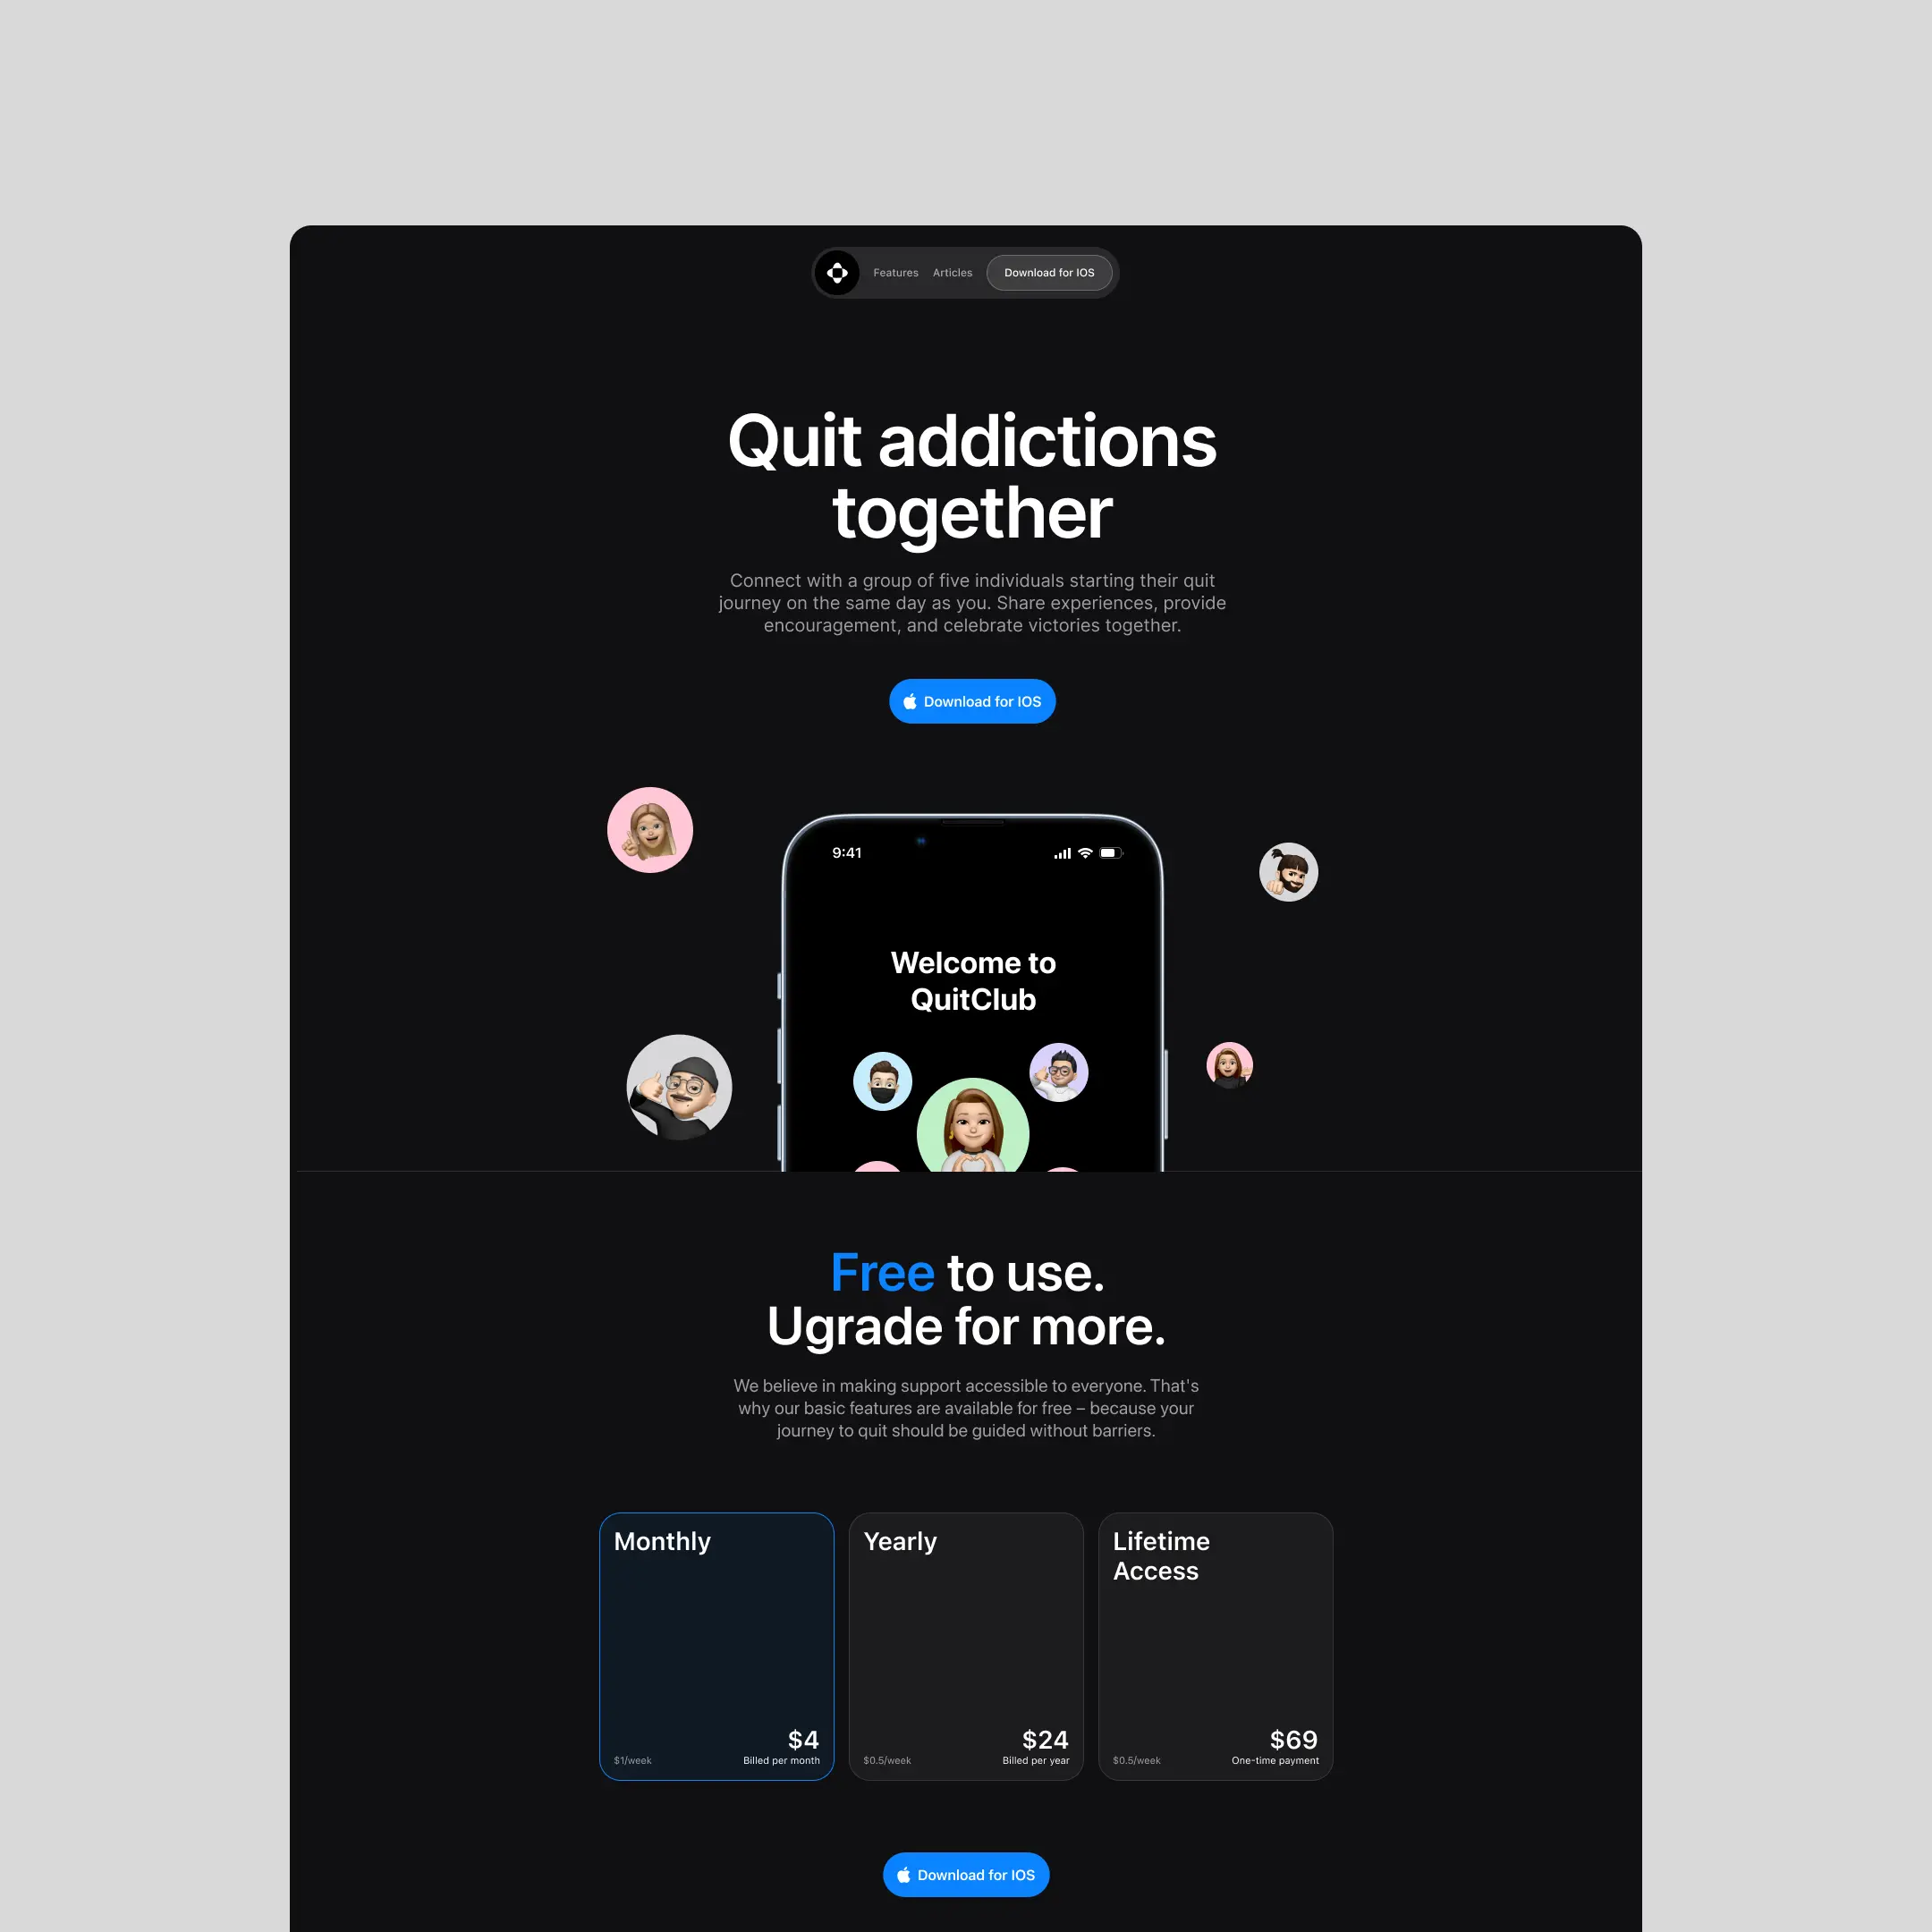 Features Articles Download for IOS
Quit addictions
together
Connect with a group of five individuals starting their quit
journey on the same day as you. Share experiences, provide
encouragement, and celebrate victories together.
Download for IOS
9:41
Welcome to
QuitClub
Free to use.
Ugrade for more.
We believe in making support accessible to everyone. That's
why our basic features are available for free – because your
journey to quit should be guided without barriers.
Monthly
$4
$1/week Billed per month
Yearly
$24
$0.5/week Billed per year
Lifetime
Access
$69
$0.5/week One-time payment
Download for IOS